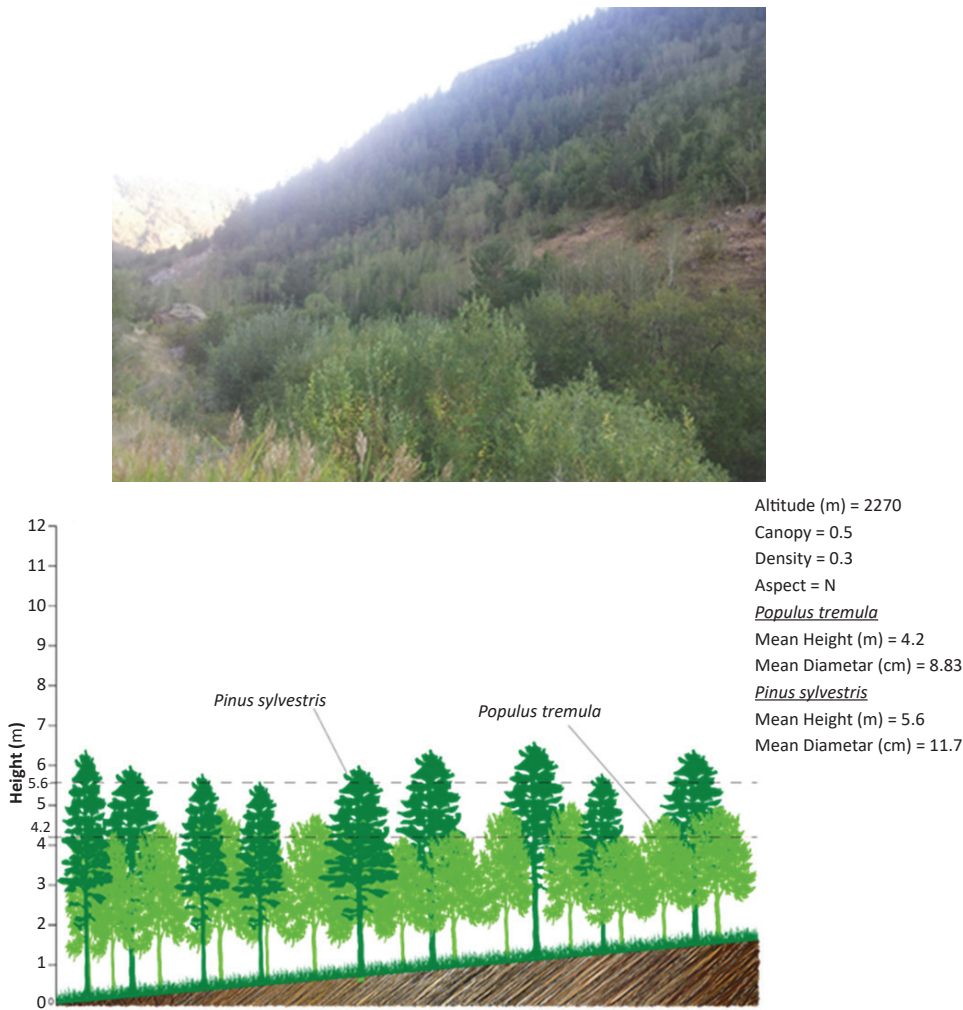 Altitude (m) = 2270
Canopy = 0.5
Density = 0.3
Aspect = N
Populus tremula
Mean Height (m) = 4.2
Mean Diametar (cm) = 8.83
Pinus sylvestris
Mean Height (m) = 5.6
Mean Diametar (cm) = 11.7
Height (m)
12
11
10
9
8
7
6
5.6
5
4.2
4
3
2
1
0
0
Pinus sylvestris
Populus tremula